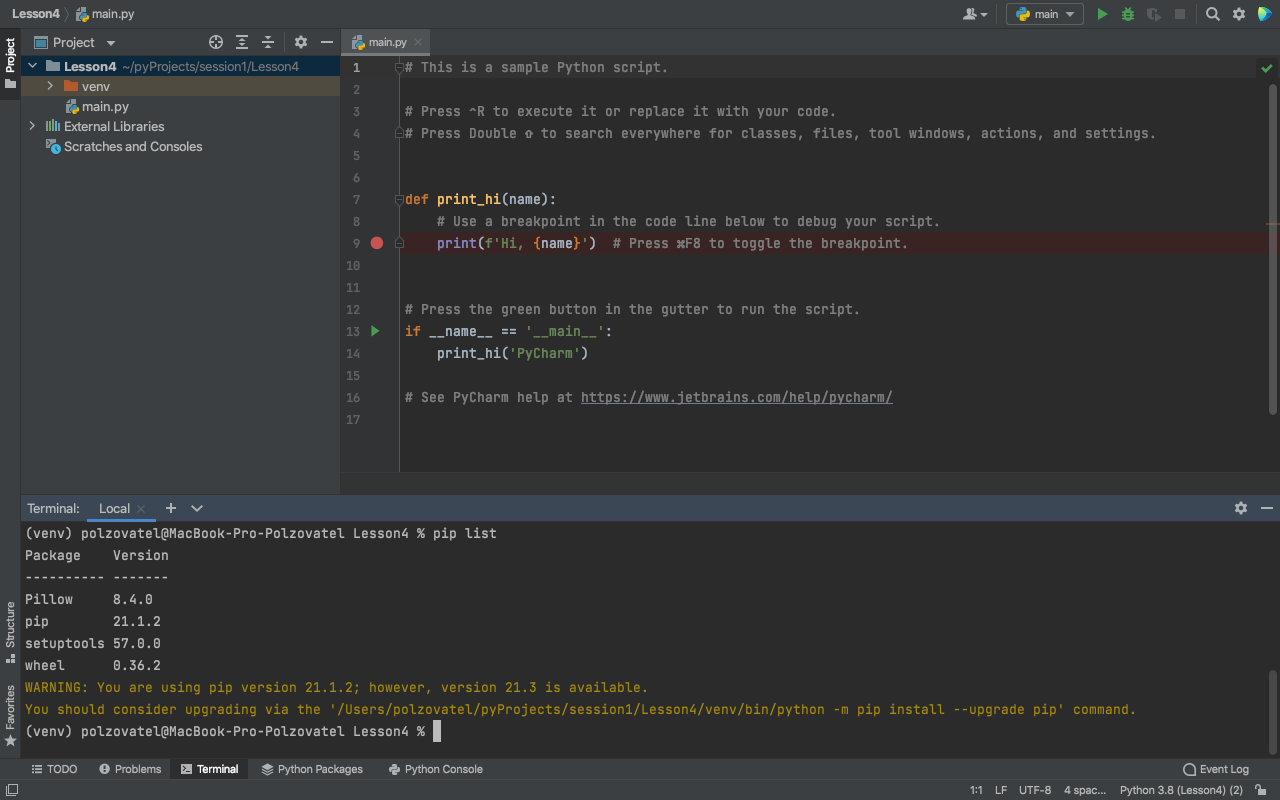 Lesson4 main.py
main
Project
main.py
Project
Lesson4 ~/pyProjects/session1/Lesson4
venv
main.py
External Libraries
Scratches and Consoles
1 # This is a sample Python script.
2
3 # Press ⌃R to execute it or replace it with your code.
4 # Press Double ⇧ to search everywhere for classes, files, tool windows, actions, and settings.
5
6
7 def print_hi(name):
8 # Use a breakpoint in the code line below to debug your script.
9 print(f'Hi, {name}') # Press ⌘F8 to toggle the breakpoint.
10
11
12 # Press the green button in the gutter to run the script.
13 if __name__ == '__main__':
14 print_hi('PyCharm')
15
16 # See PyCharm help at https://www.jetbrains.com/help/pycharm/
17
Terminal: Local
(venv) polzovatel@MacBook-Pro-Polzovatel Lesson4 % pip list
Package Version
---------- -------
Pillow 8.4.0
pip 21.1.2
setuptools 57.0.0
wheel 0.36.2
WARNING: You are using pip version 21.1.2; however, version 21.3 is available.
You should consider upgrading via the '/Users/polzovatel/pyProjects/session1/Lesson4/venv/bin/python -m pip install --upgrade pip' command.
(venv) polzovatel@MacBook-Pro-Polzovatel Lesson4 %
Structure
Favorites
TODO Problems Terminal Python Packages Python Console Event Log
1:1 LF UTF-8 4 spac... Python 3.8 (Lesson4) (2)